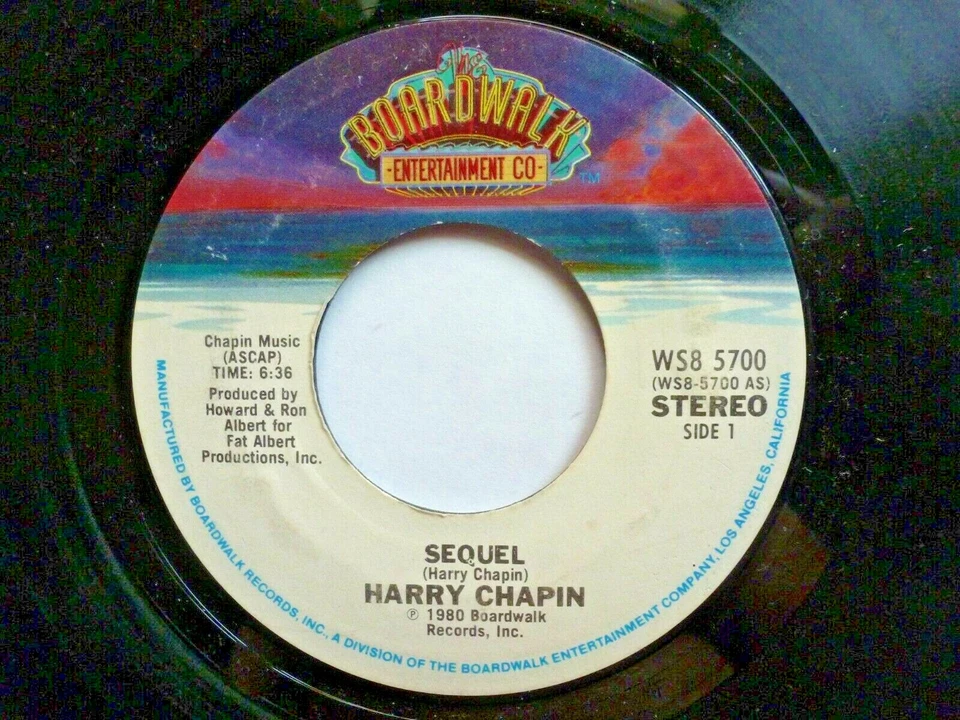 The
BOARDWALK
-ENTERTAINMENT CO-
TM
Chapin Music
(ASCAP)
TIME: 6:36
Produced by
Howard & Ron
Albert for
Fat Albert
Productions, Inc.
WS8 5700
(WS8-5700 AS)
STEREO
SIDE 1
SEQUEL
(Harry Chapin)
HARRY CHAPIN
Ⓟ 1980 Boardwalk
Records, Inc.
MANUFACTURED BY BOARDWALK RECORDS, INC., A DIVISION OF THE BOARDWALK ENTERTAINMENT COMPANY, LOS ANGELES, CALIFORNIA